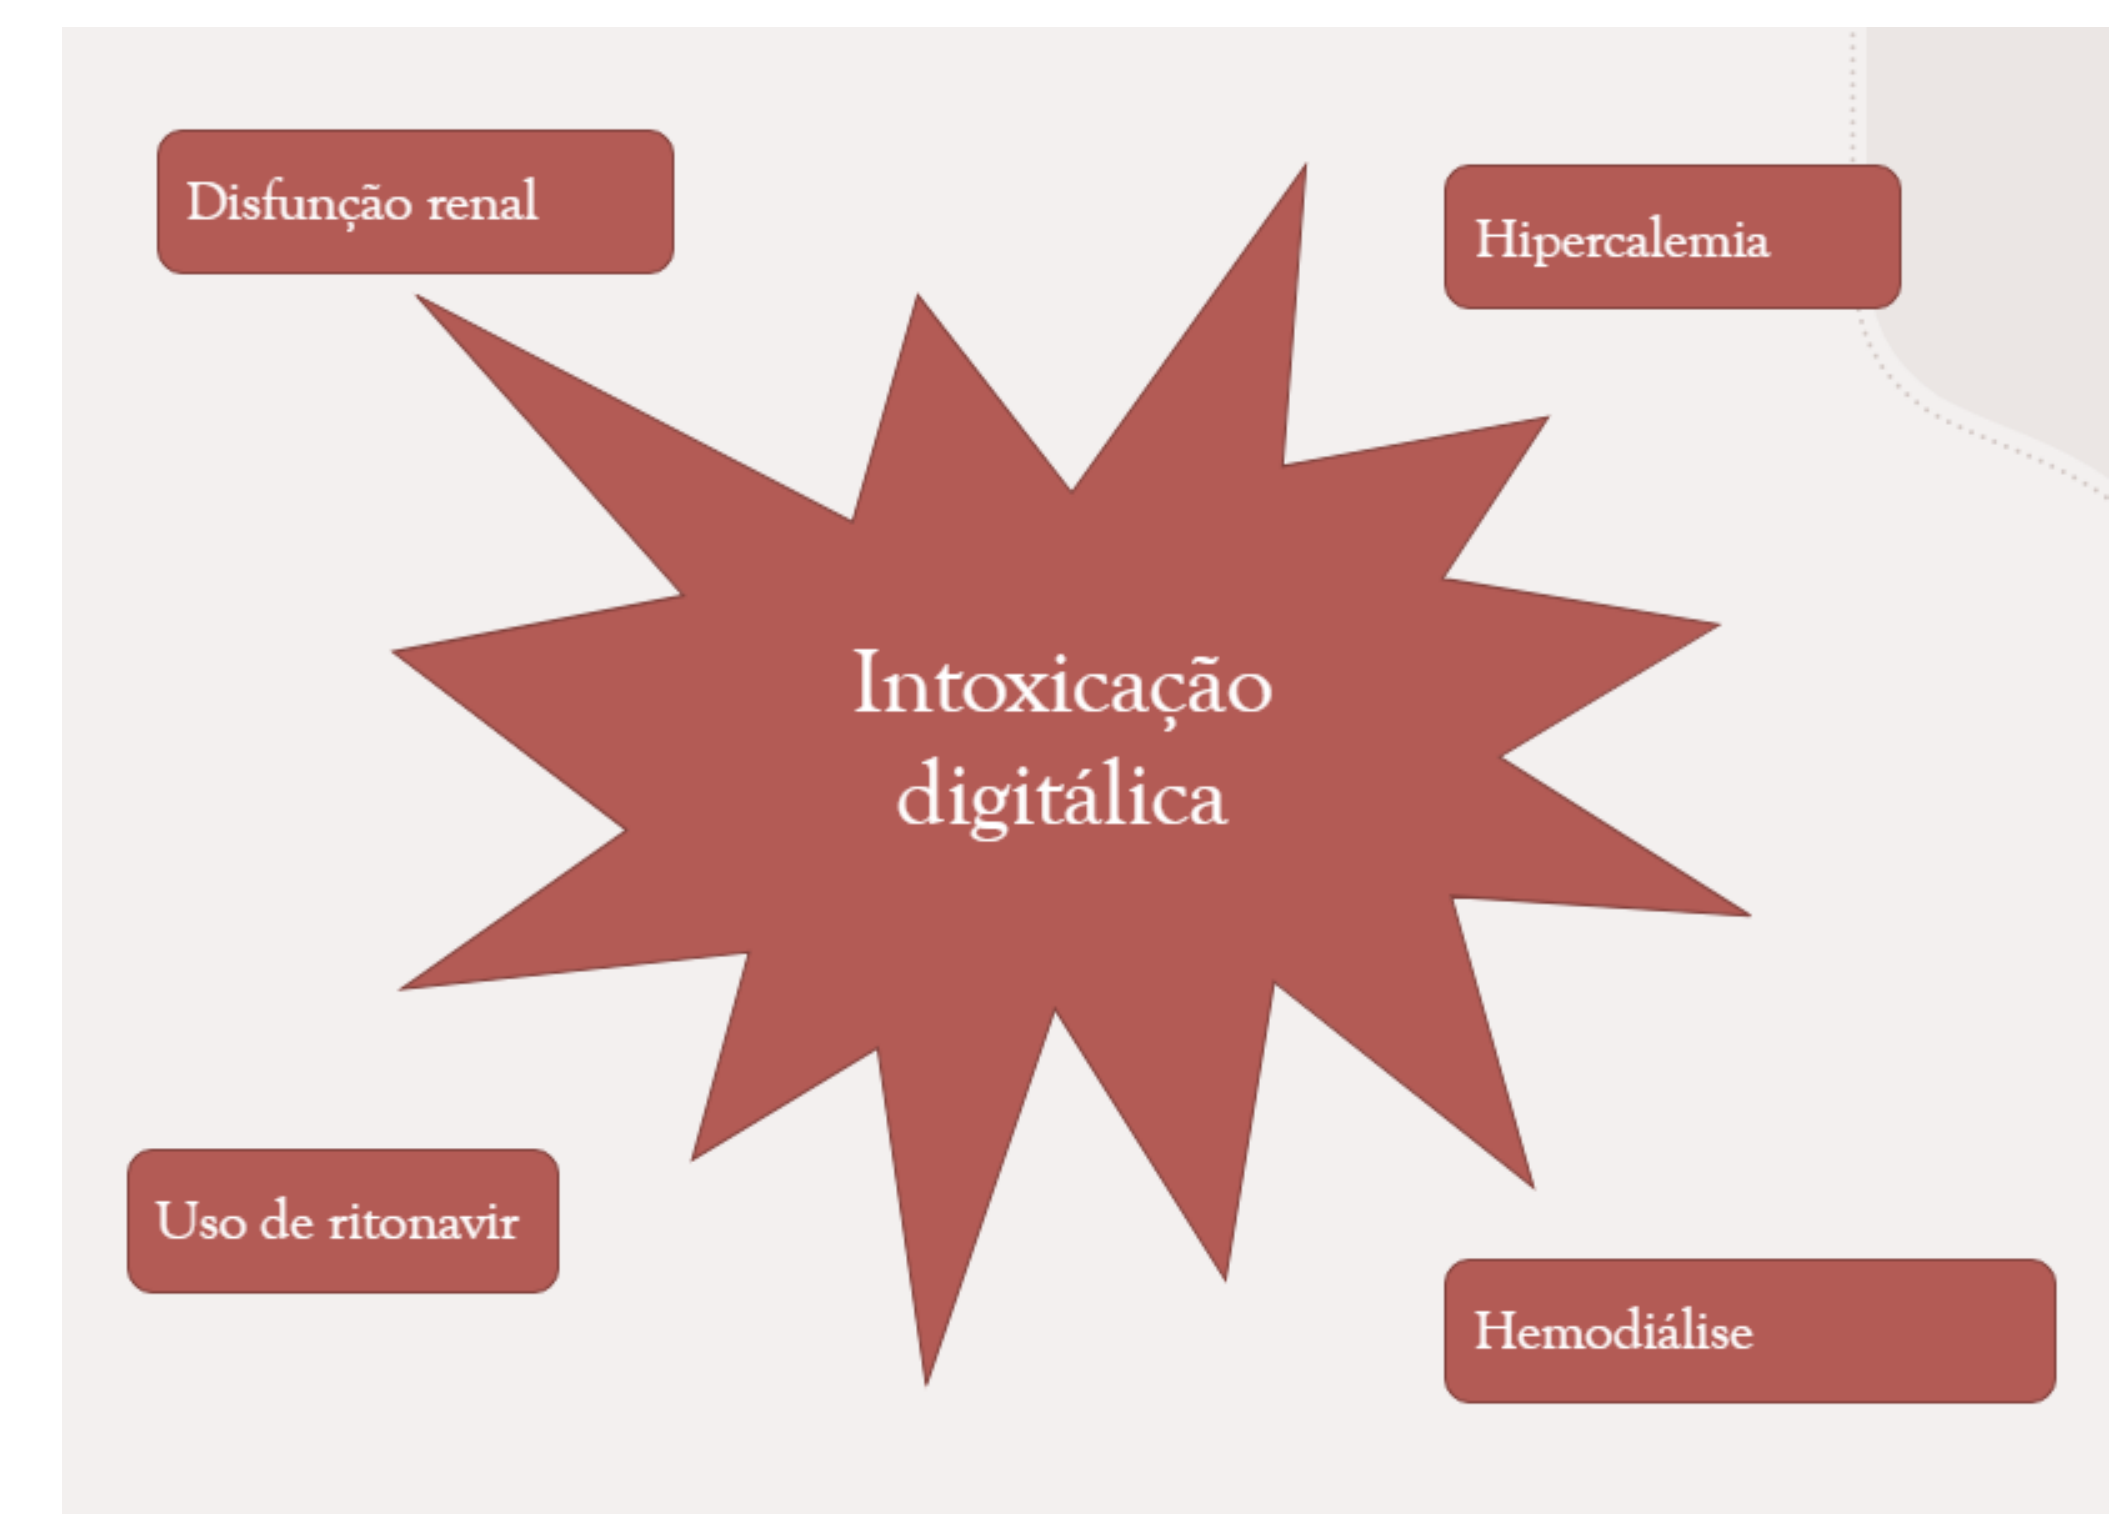 Disfunção renal
Hipercalemia
Intoxicação
digitálica
Uso de ritonavir
Hemodiálise